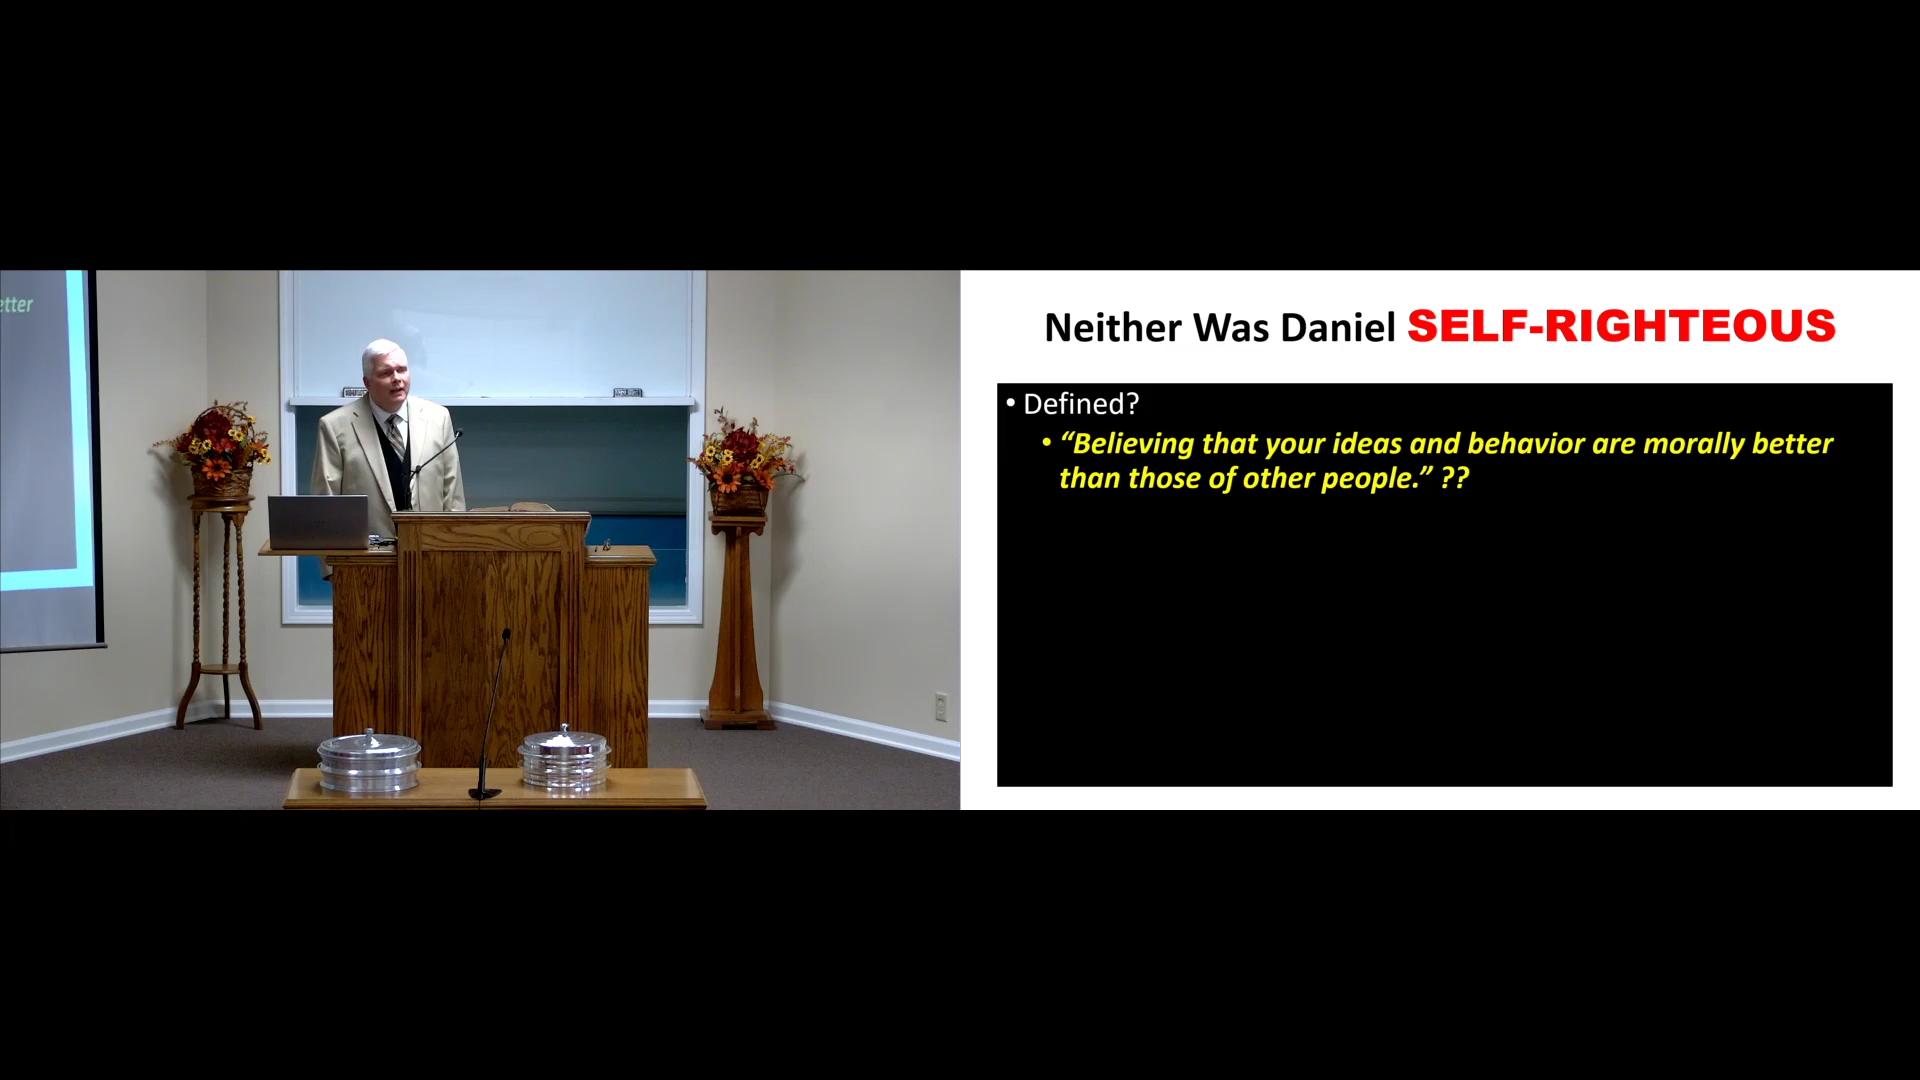 etter
Neither Was Daniel SELF-RIGHTEOUS
• Defined?
• “Believing that your ideas and behavior are morally better
than those of other people.” ??